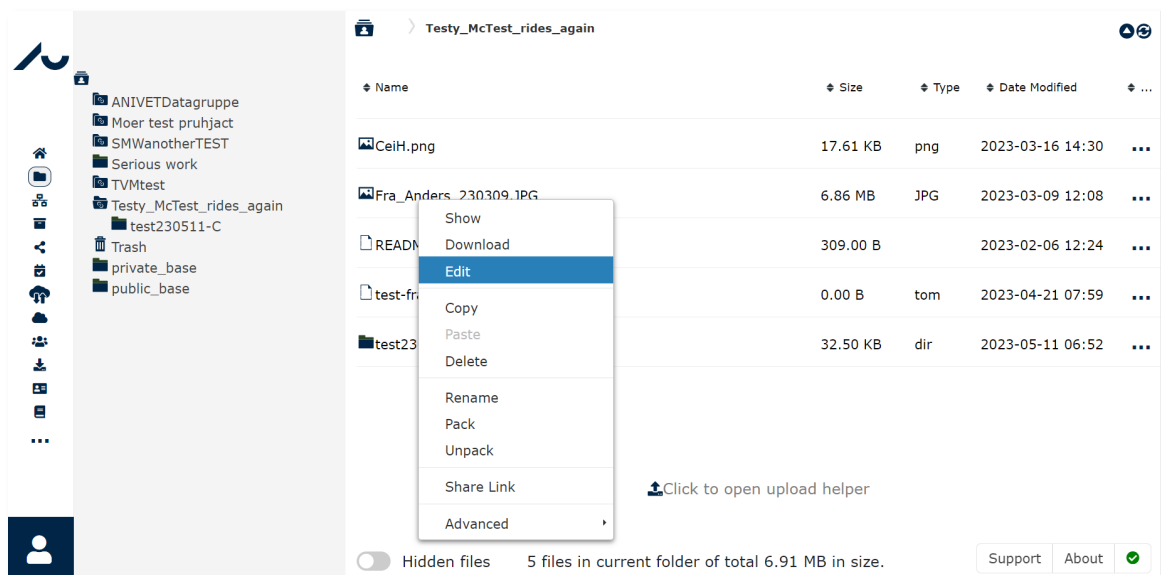 Testy_McTest_rides_again
ANIVETDatagruppe
Moer test pruhjact
SMWanotherTEST
Serious work
TVMtest
Testy_McTest_rides_again
test230511-C
Trash
private_base
public_base
Name Size Type Date Modified ...
CeiH.png 17.61 KB png 2023-03-16 14:30 ...
Fra_Anders_230309.JPG 6.86 MB JPG 2023-03-09 12:08 ...
309.00 B 2023-02-06 12:24 ...
0.00 B tom 2023-04-21 07:59 ...
32.50 KB dir 2023-05-11 06:52 ...
Show
Download
Edit
Copy
Paste
Delete
Rename
Pack
Unpack
Share Link
Advanced
Click to open upload helper
Hidden files 5 files in current folder of total 6.91 MB in size.
Support About